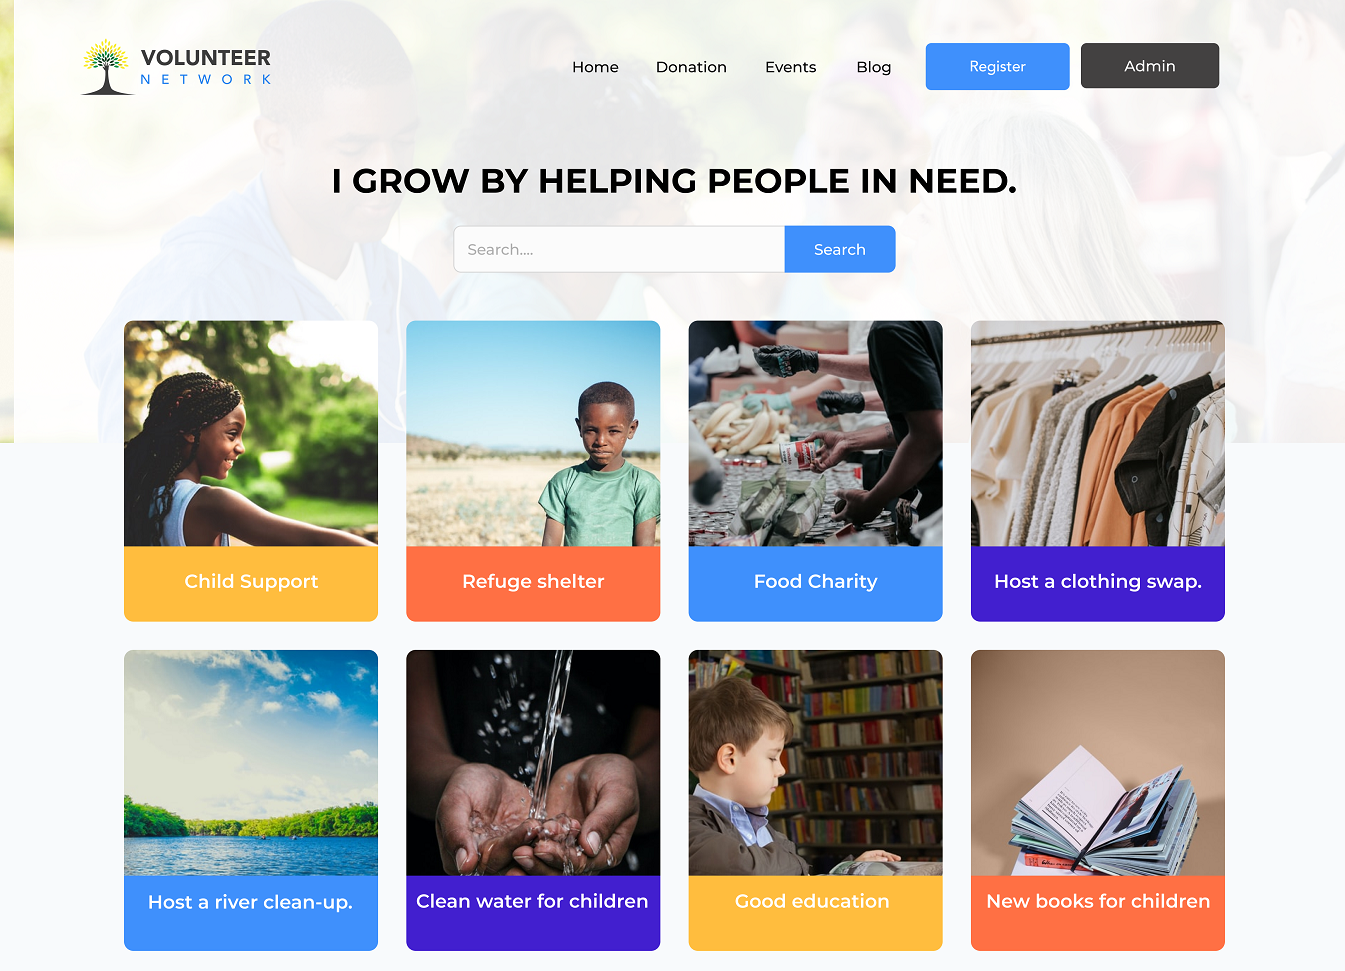 VOLUNTEER
NETWORK
Home Donation Events Blog Register Admin
I GROW BY HELPING PEOPLE IN NEED.
Search.... Search
Child Support Refuge shelter Food Charity Host a clothing swap.
Host a river clean-up. Clean water for children Good education New books for children